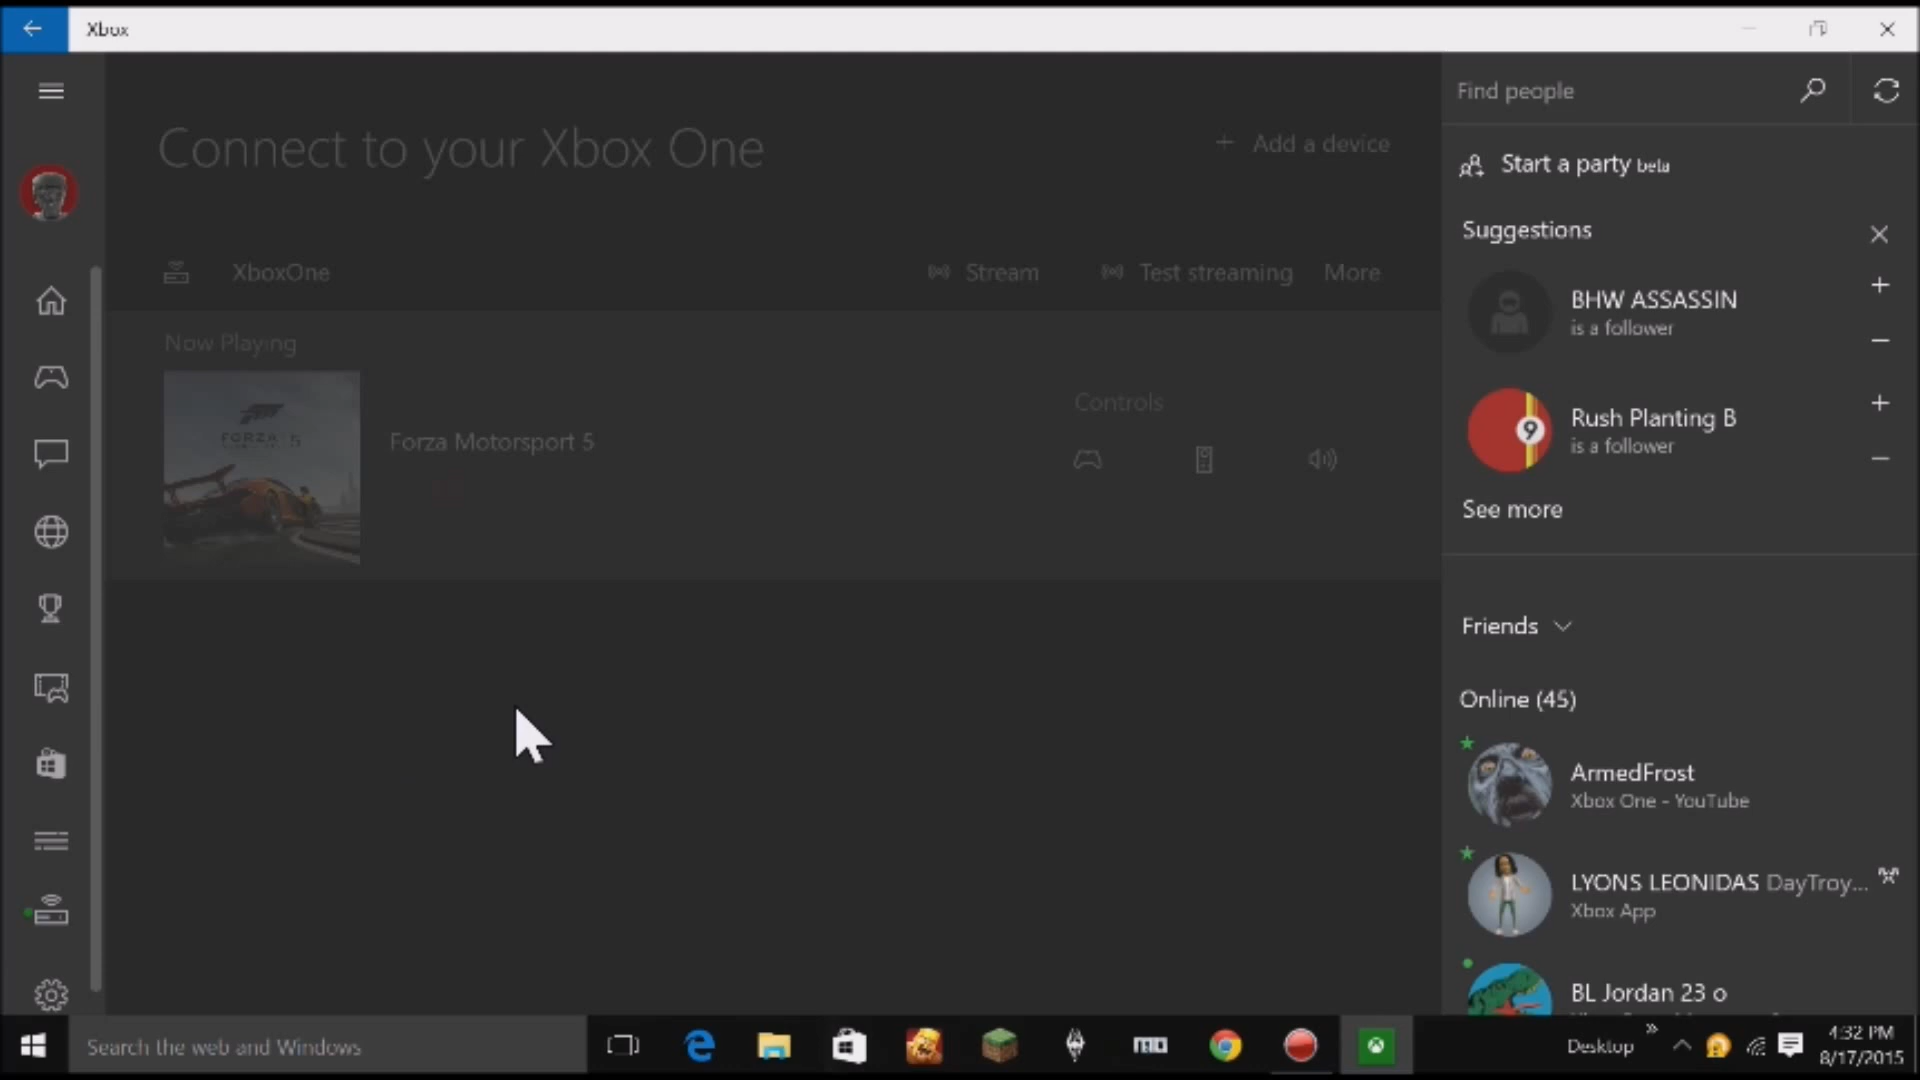 Xbox
Find people
Connect to your Xbox One
+ Add a device
Start a party beta
Suggestions
XboxOne
Stream
Test streaming
More
BHW ASSASSIN
is a follower
Now Playing
FORZA
Forza Motorsport 5
Controls
9
Rush Planting B
is a follower
See more
Friends
Online (45)
ArmedFrost
Xbox One - YouTube
LYONS LEONIDAS DayTroy...
Xbox App
BL Jordan 23 o
Search the web and Windows
Desktop
4:32 PM
8/17/2015